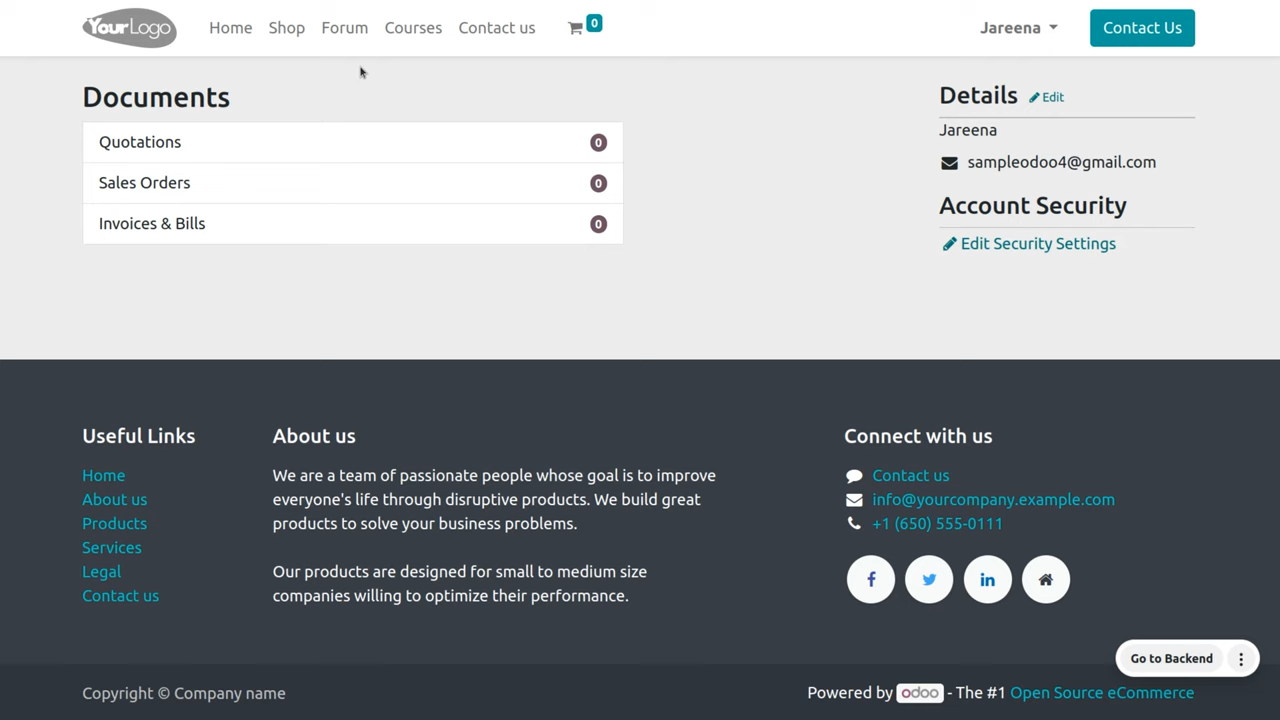 YourLogo Home Shop Forum Courses Contact us 0 Jareena Contact Us
Documents
Quotations 0
Sales Orders 0
Invoices & Bills 0
Details Edit
Jareena
sampleodoo4@gmail.com
Account Security
Edit Security Settings
Useful Links
Home
About us
Products
Services
Legal
Contact us
About us
We are a team of passionate people whose goal is to improve
everyone's life through disruptive products. We build great
products to solve your business problems.
Our products are designed for small to medium size
companies willing to optimize their performance.
Connect with us
Contact us
info@yourcompany.example.com
+1 (650) 555-0111
Go to Backend
Copyright © Company name
Powered by odoo - The #1 Open Source eCommerce